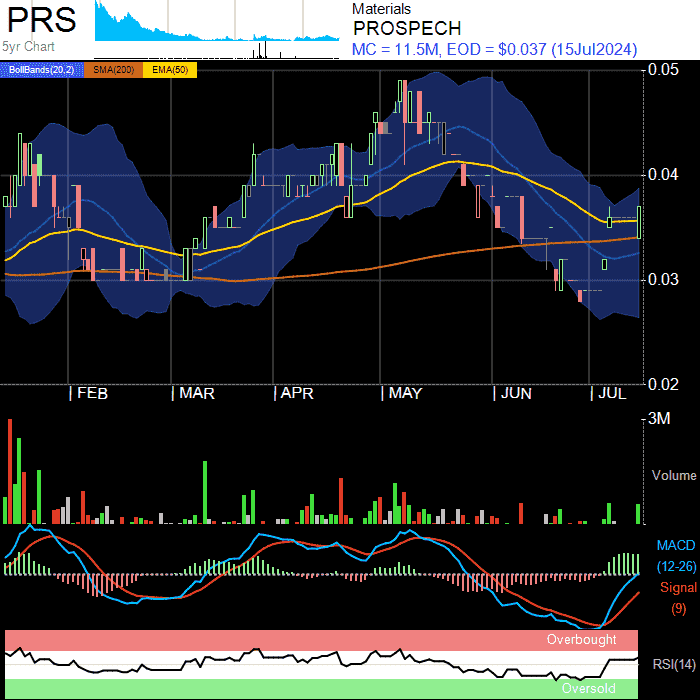 PRS
5yr Chart
Materials
PROSPECH
MC = 11.5M, EOD = $0.037 (15Jul2024)
BollBands(20,2) SMA(200) EMA(50)
0.05
0.04
0.03
0.02
| FEB | MAR | APR | MAY | JUN | JUL
3M
Volume
MACD
(12-26)
Signal
(9)
Overbought
RSI(14)
Oversold